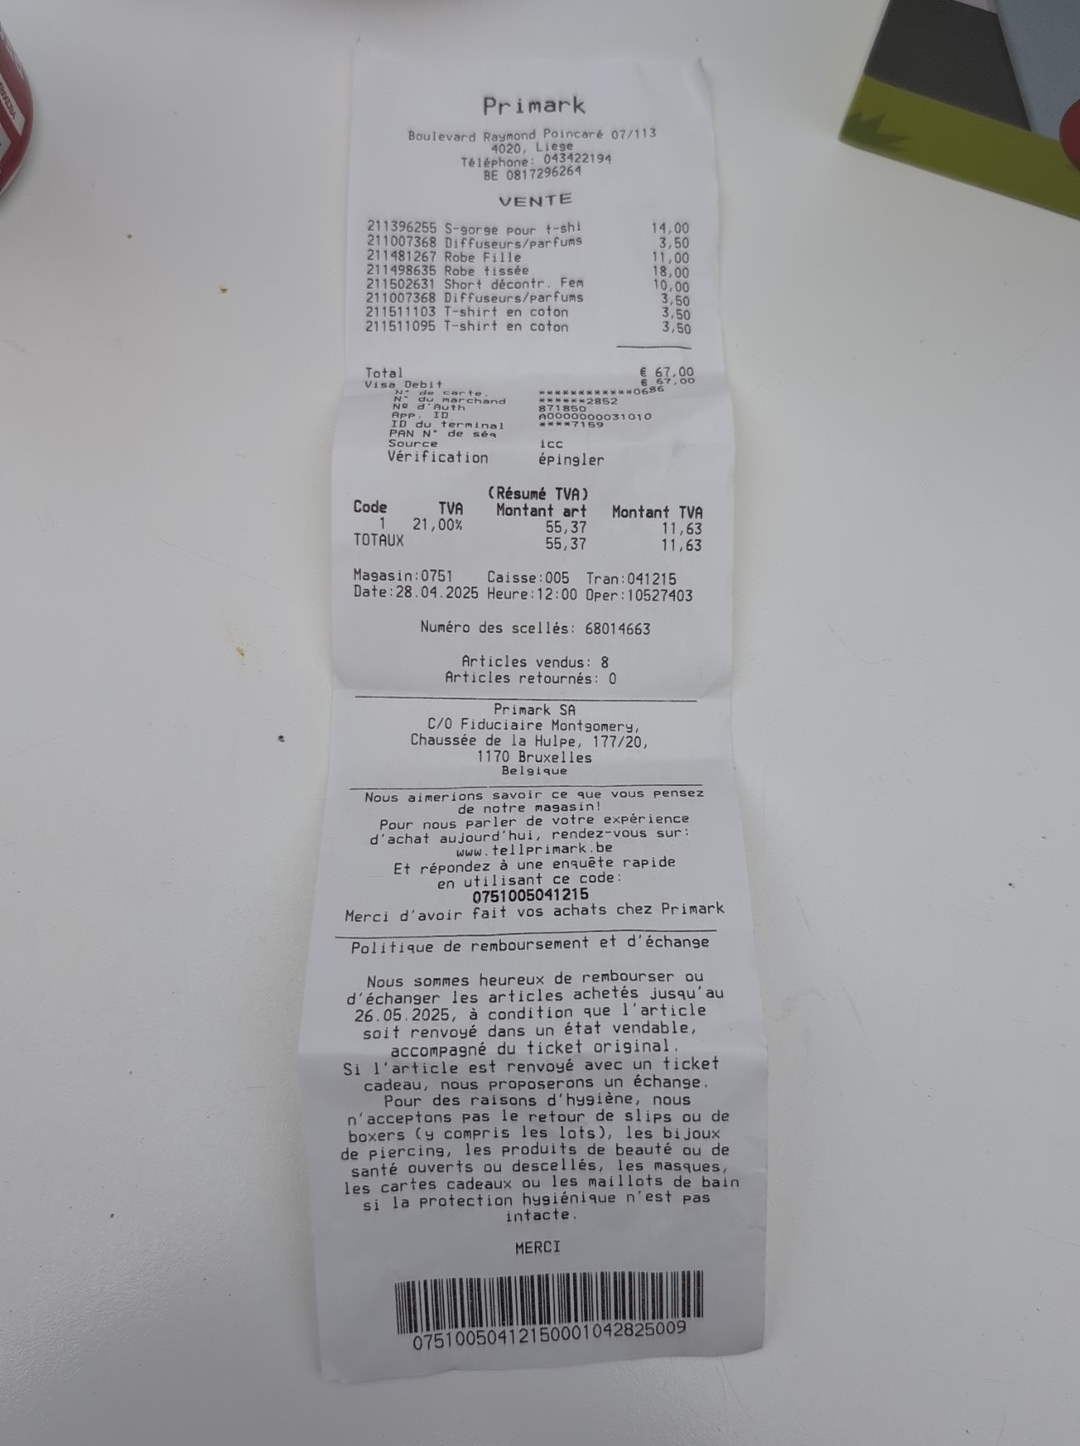 Primark
Boulevard Raymond Poincaré 07/113
4020, Liege
Téléphone: 043422194
BE 0817296264
VENTE
211396255 S-gorge pour t-shi 14,00
211007368 Diffuseurs/parfums 3,50
211481267 Robe Fille 11,00
211498635 Robe tissée 18,00
211502631 Short décontr. Fem 10,00
211007368 Diffuseurs/parfums 3,50
211511103 T-shirt en coton 3,50
211511095 T-shirt en coton 3,50
Total € 67,00
Visa Debit € 67,00
N° de carte. ************0686
N° du marchand ******2852
Nº d'Auth 871850
App. ID A0000000031010
ID du terminal ****7159
PAN N° de séq
Source icc
Vérification épingler
(Résumé TVA)
Code TVA Montant art Montant TVA
1 21,00% 55,37 11,63
TOTAUX 55,37 11,63
Magasin:0751 Caisse:005 Tran:041215
Date:28.04.2025 Heure:12:00 Oper:10527403
Numéro des scellés: 68014663
Articles vendus: 8
Articles retournés: 0
Primark SA
C/O Fiduciaire Montgomery,
Chaussée de la Hulpe, 177/20,
1170 Bruxelles
Belgique
Nous aimerions savoir ce que vous pensez
de notre magasin!
Pour nous parler de votre expérience
d'achat aujourd'hui, rendez-vous sur:
www.tellprimark.be
Et répondez à une enquête rapide
en utilisant ce code:
0751005041215
Merci d'avoir fait vos achats chez Primark
Politique de remboursement et d'échange
Nous sommes heureux de rembourser ou
d'échanger les articles achetés jusqu'au
26.05.2025, à condition que l'article
soit renvoyé dans un état vendable,
accompagné du ticket original.
Si l'article est renvoyé avec un ticket
cadeau, nous proposerons un échange.
Pour des raisons d'hygiène, nous
n'acceptons pas le retour de slips ou de
boxers (y compris les lots), les bijoux
de piercing, les produits de beauté ou de
santé ouverts ou descellés, les masques,
les cartes cadeaux ou les maillots de bain
si la protection hygiénique n'est pas
intacte.
MERCI
07510050412150001042825009